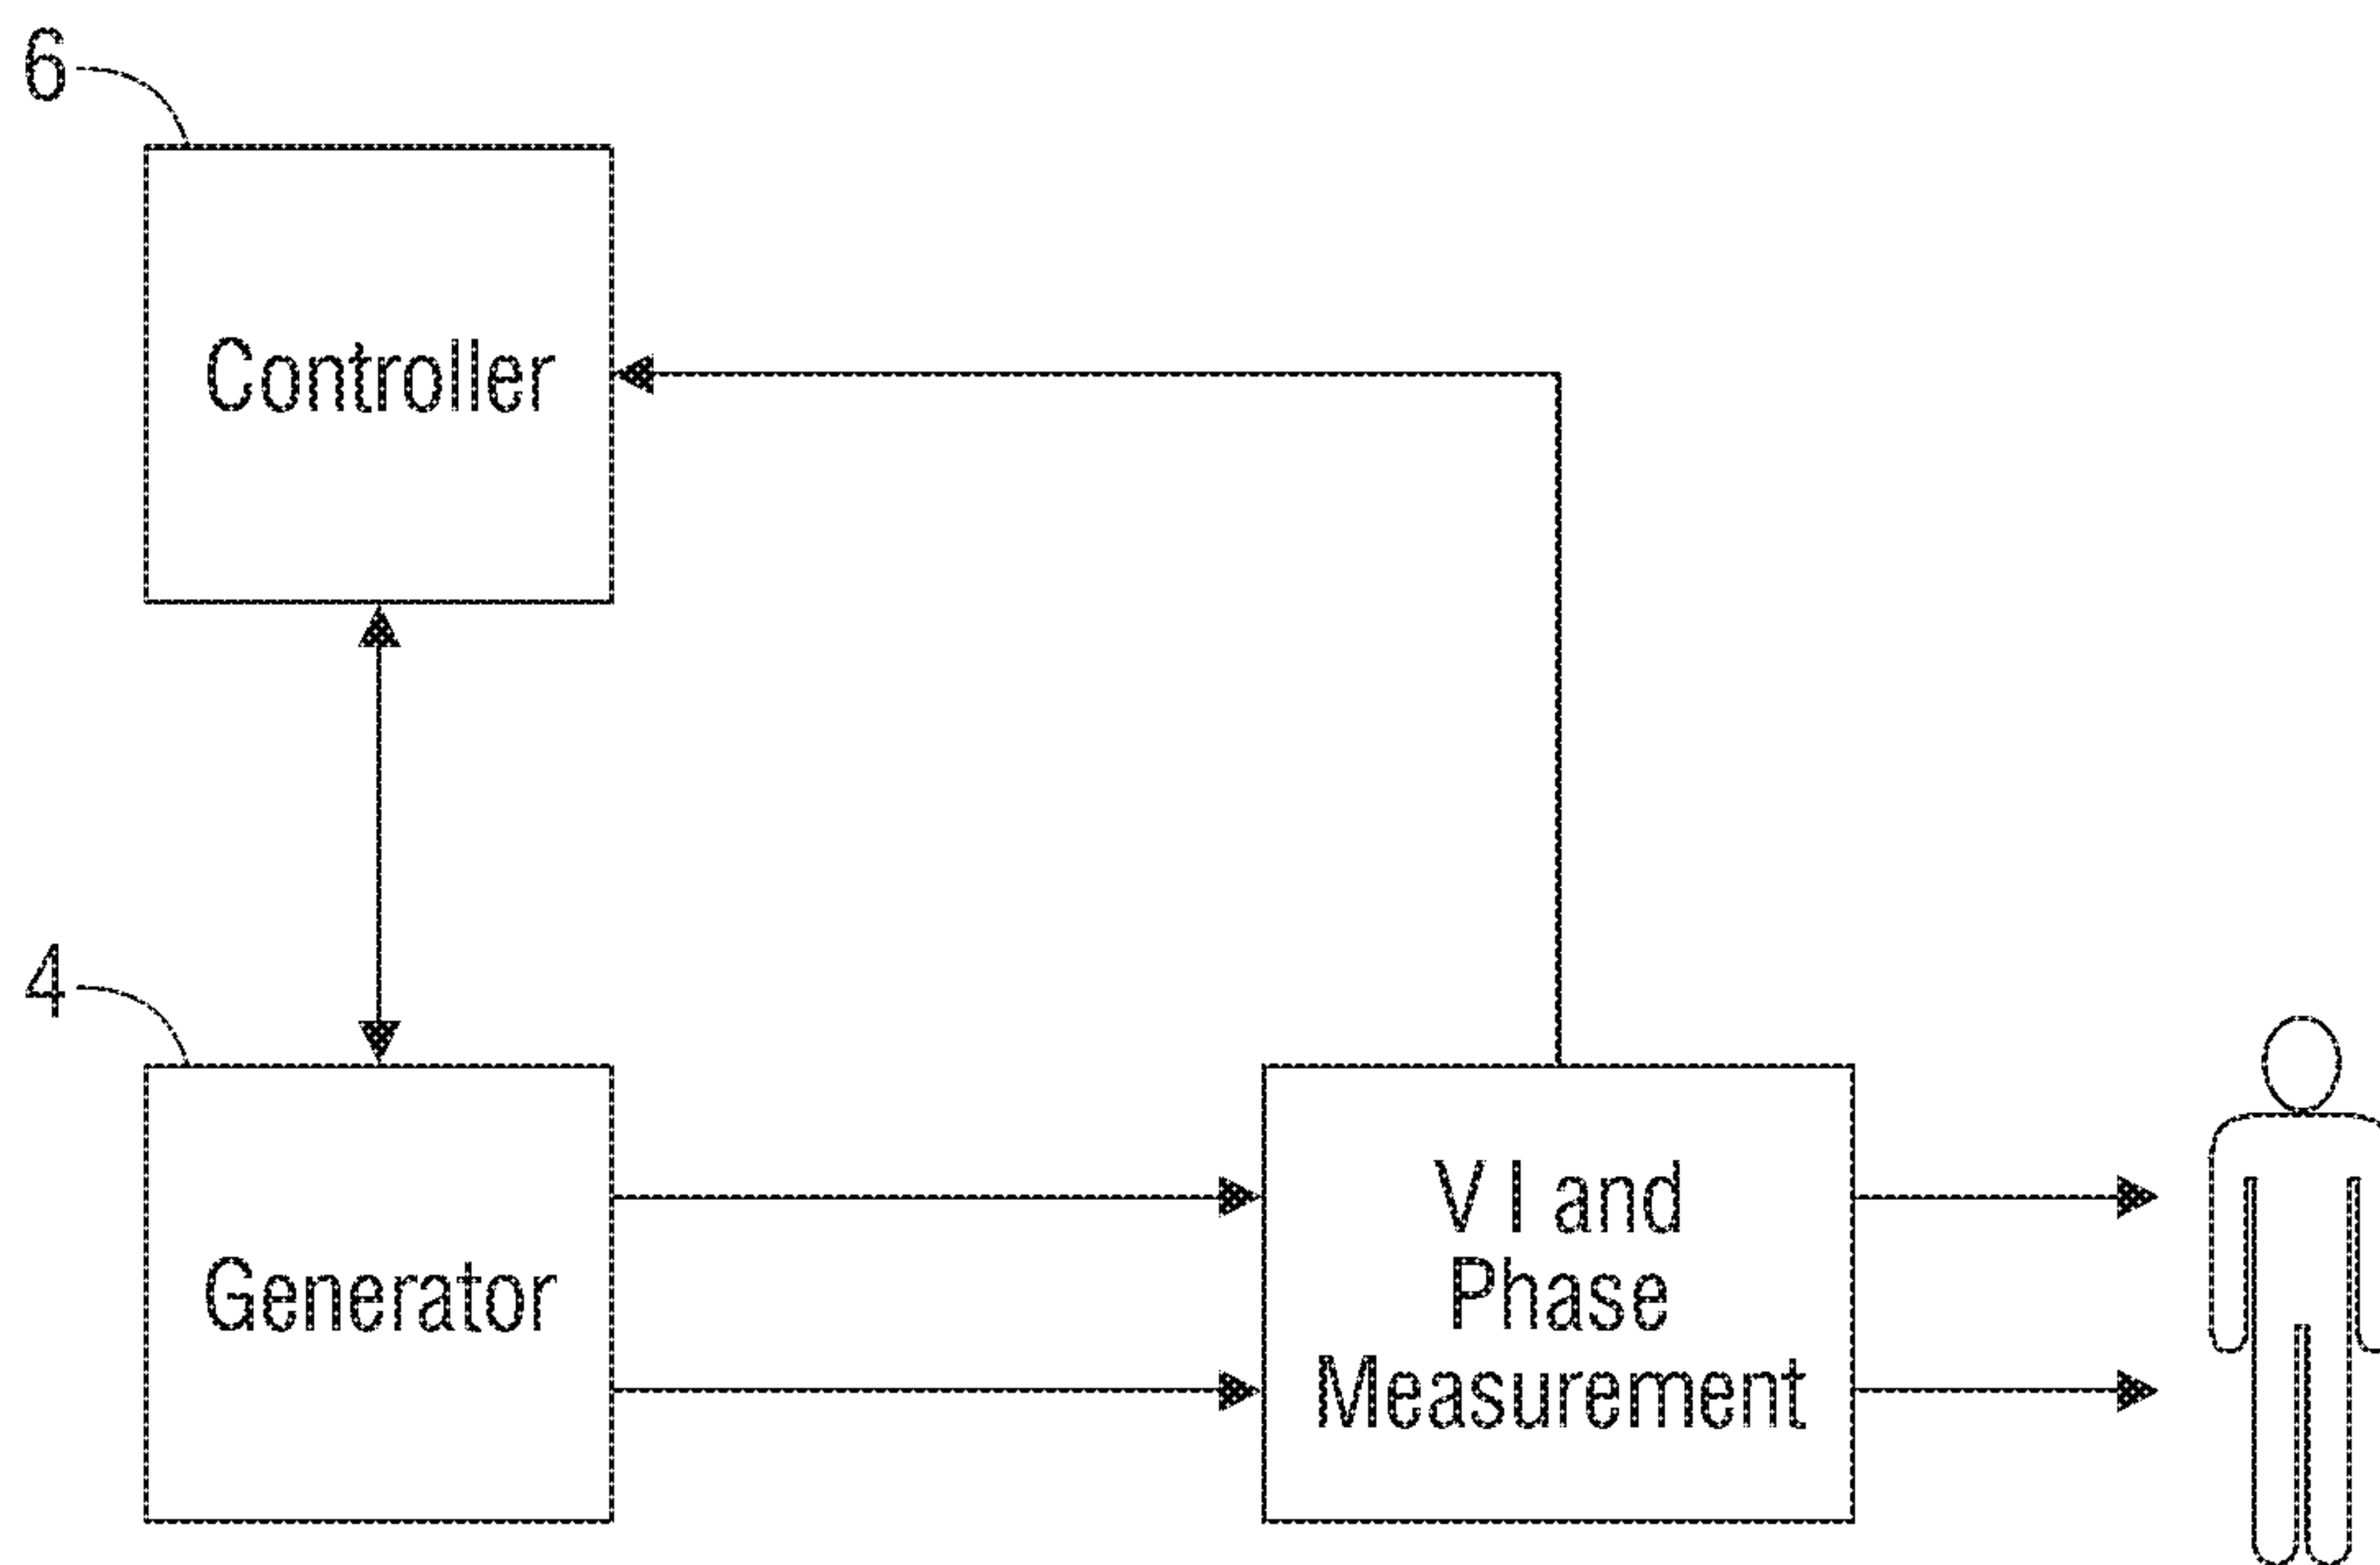 6
Controller
4
Generator
V I and
Phase
Measurement